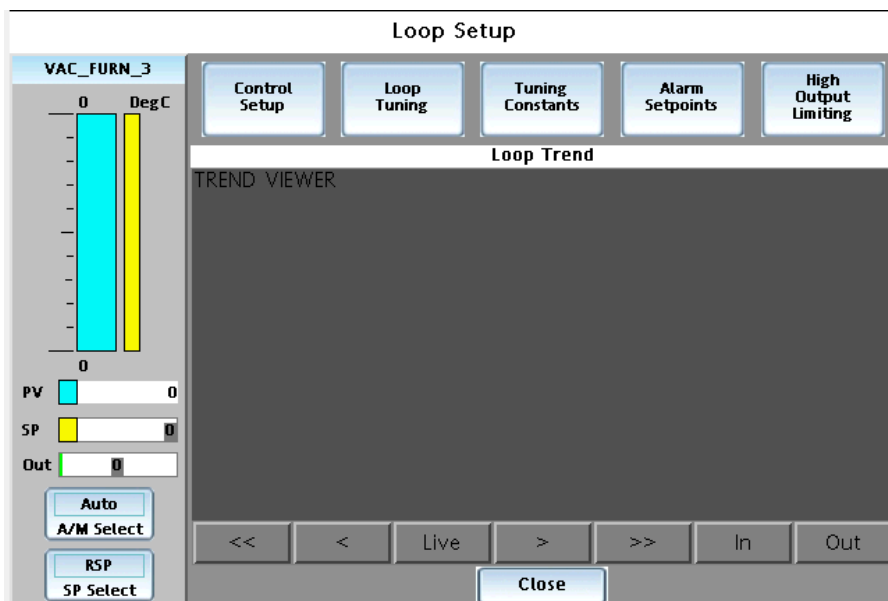 Loop Setup
VAC_FURN_3
0 DegC
0
PV 0
SP 0
Out 0
Auto
A/M Select
RSP
SP Select
Control
Setup
Loop
Tuning
Tuning
Constants
Alarm
Setpoints
High
Output
Limiting
Loop Trend
TREND VIEWER
<< < Live > >> In Out
Close